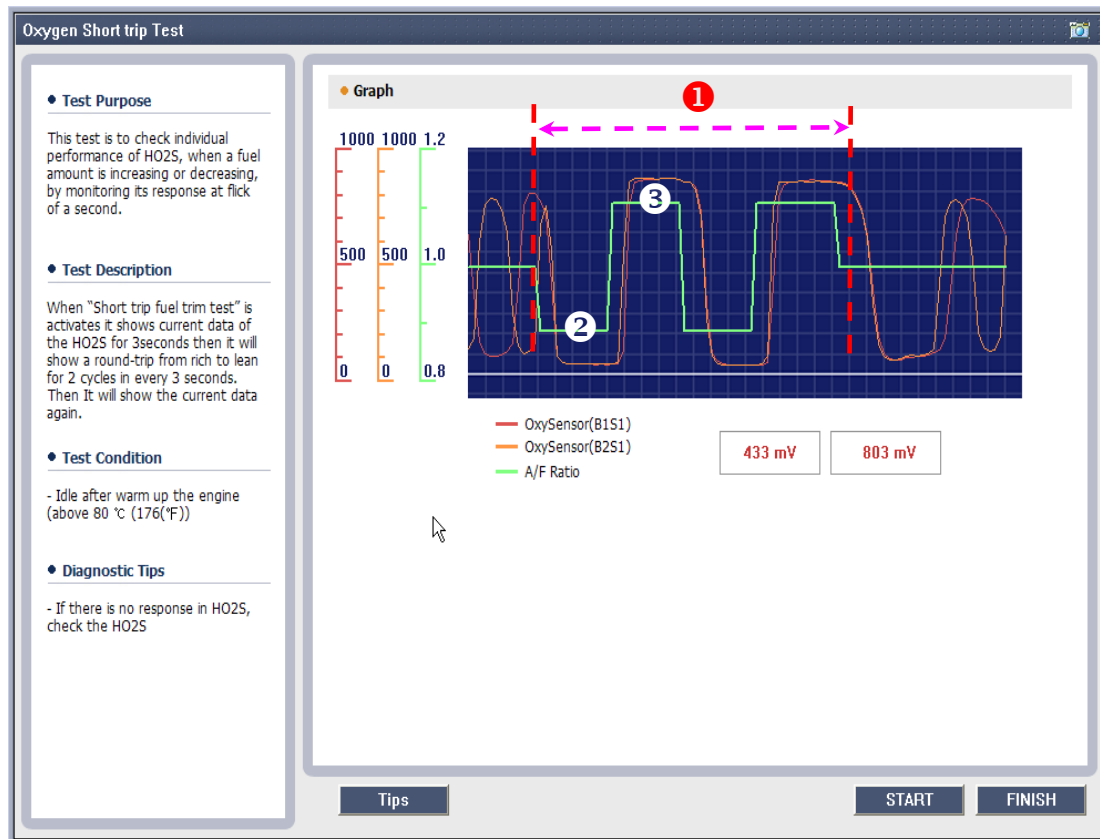 Oxygen Short trip Test
Test Purpose
This test is to check individual
performance of HO2S, when a fuel
amount is increasing or decreasing,
by monitoring its response at flick
of a second.
Test Description
When "Short trip fuel trim test" is
activates it shows current data of
the HO2S for 3seconds then it will
show a round-trip from rich to lean
for 2 cycles in every 3 seconds.
Then It will show the current data
again.
Test Condition
- Idle after warm up the engine
(above 80 ℃ (176(℉))
Diagnostic Tips
- If there is no response in HO2S,
check the HO2S
Graph
1
1000 1000 1.2
500 500 1.0
0 0 0.8
3
2
OxySensor(B1S1)
OxySensor(B2S1)
A/F Ratio
433 mV 803 mV
Tips START FINISH